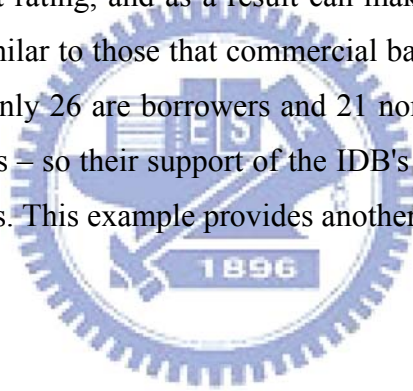 t rating, and as a result can mak
milar to those that commercial ba
only 26 are borrowers and 21 non
s – so their support of the IDB's
s. This example provides another
E S
1896